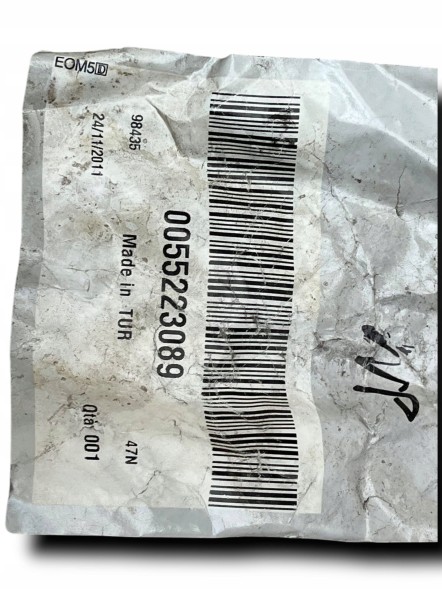 EOM5D
0055223089
98435
Made in TUR
47N
24/11/2011
Qta 001